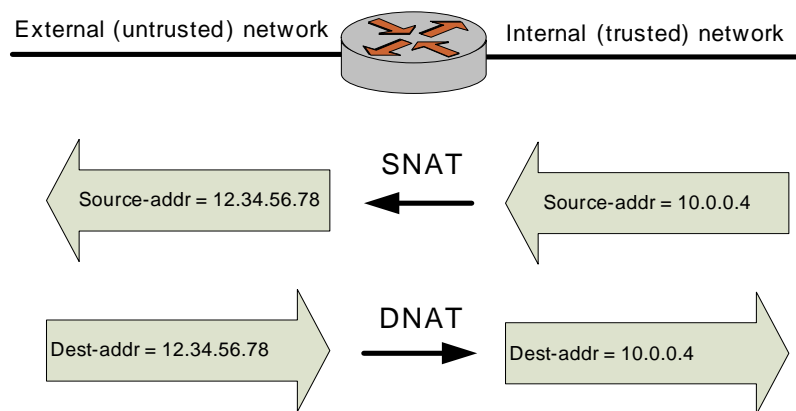 External (untrusted) network
Internal (trusted) network
SNAT
Source-addr = 12.34.56.78
Source-addr = 10.0.0.4
DNAT
Dest-addr = 12.34.56.78
Dest-addr = 10.0.0.4